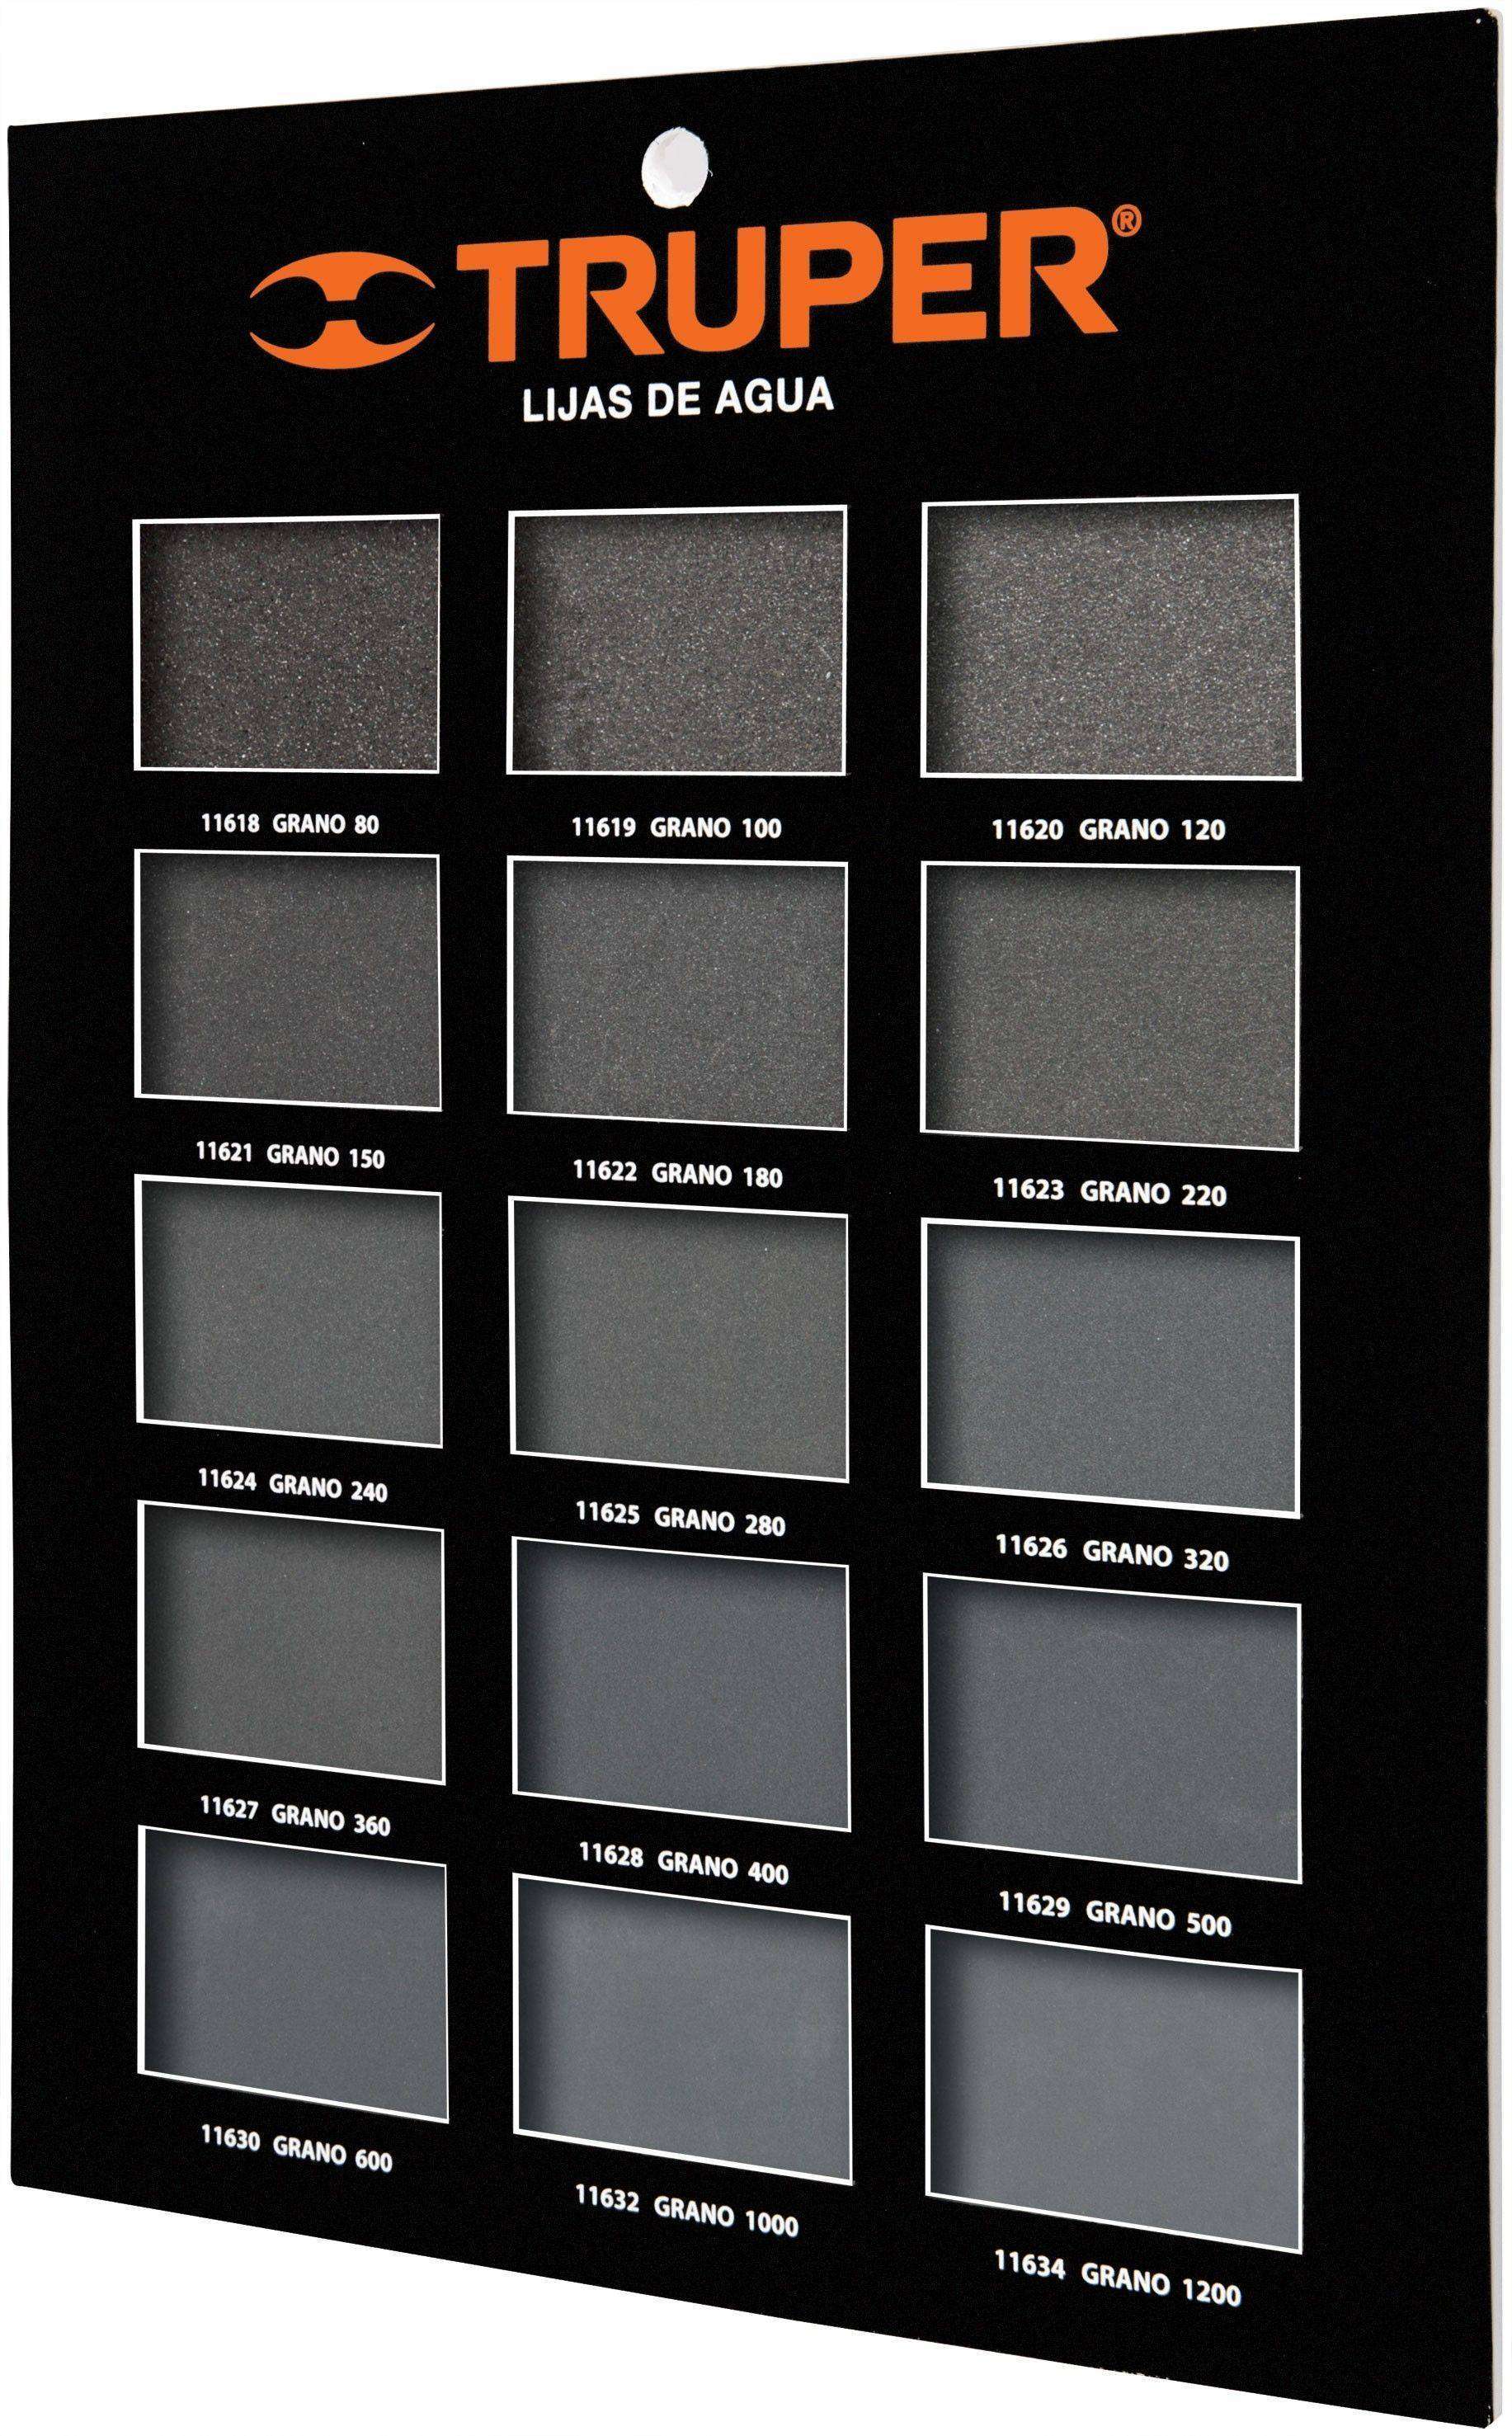 TRUPER®
LIJAS DE AGUA
11618 GRANO 80
11619 GRANO 100
11620 GRANO 120
11621 GRANO 150
11622 GRANO 180
11623 GRANO 220
11624 GRANO 240
11625 GRANO 280
11626 GRANO 320
11627 GRANO 360
11628 GRANO 400
11629 GRANO 500
11630 GRANO 600
11632 GRANO 1000
11634 GRANO 1200